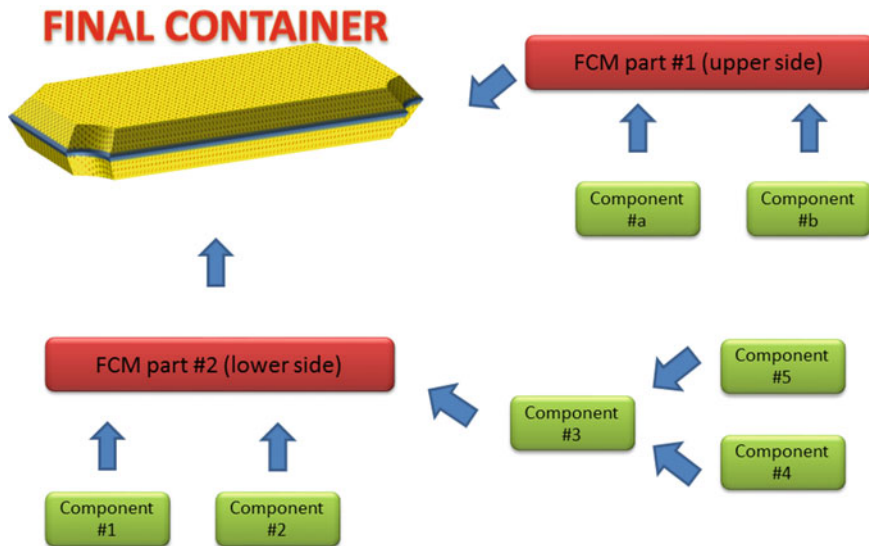 FINAL CONTAINER
FCM part #1 (upper side)
Component
#a
Component
#b
FCM part #2 (lower side)
Component
#5
Component
#3
Component
#4
Component
#1
Component
#2